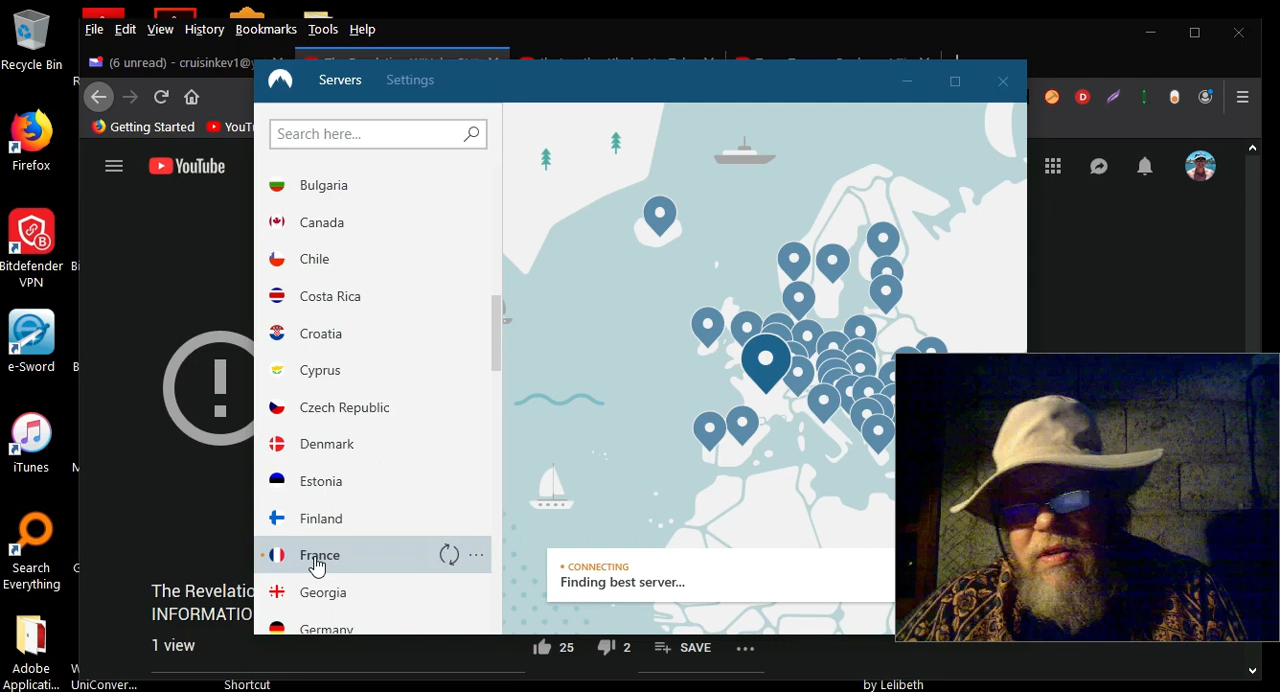 Recycle Bin
Firefox
Bitdefender
VPN
e-Sword
iTunes
Search
Everything
Adobe
Applicati...
UniConver...
Shortcut
File Edit View History Bookmarks Tools Help
(6 unread) - cruisinkev1@
Getting Started
YouTu
YouTube
The Revelatio
INFORMATIO
1 view
25
2
SAVE
by Lelibeth
Servers
Settings
Search here...
Bulgaria
Canada
Chile
Costa Rica
Croatia
Cyprus
Czech Republic
Denmark
Estonia
Finland
France
Georgia
Germany
CONNECTING
Finding best server...